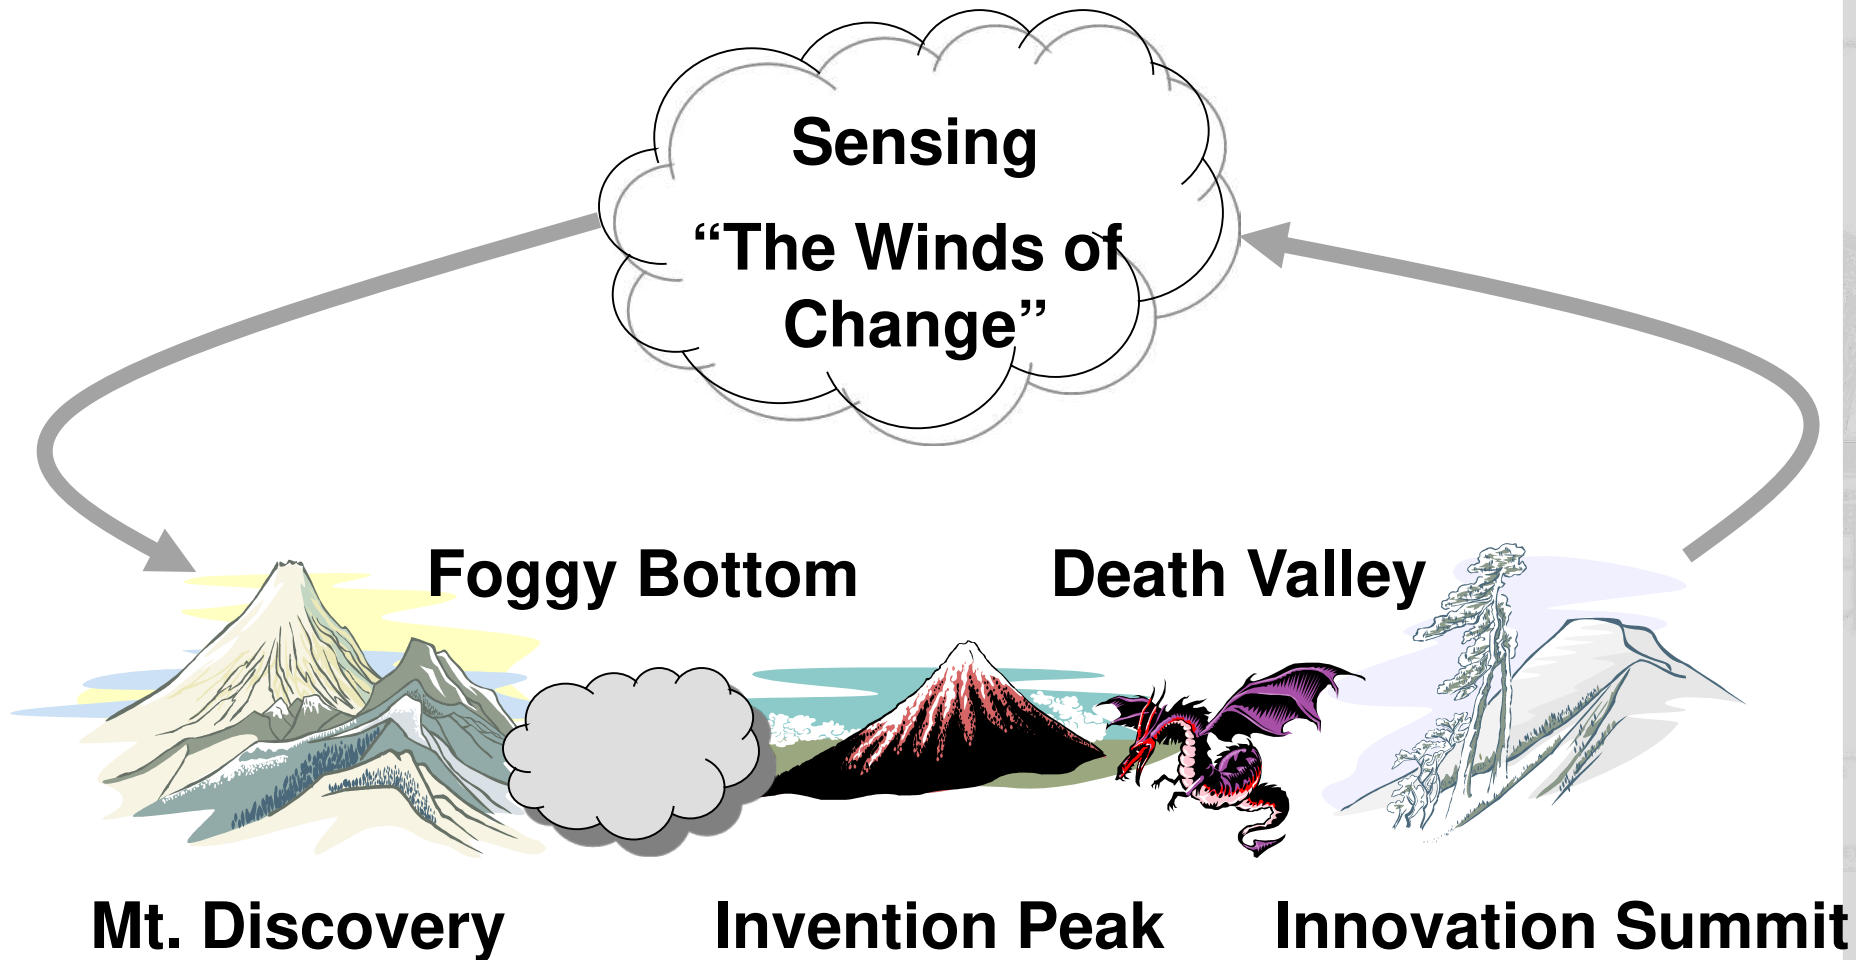 Sensing
“The Winds of
Change”
Foggy Bottom
Death Valley
Mt. Discovery
Invention Peak
Innovation Summit